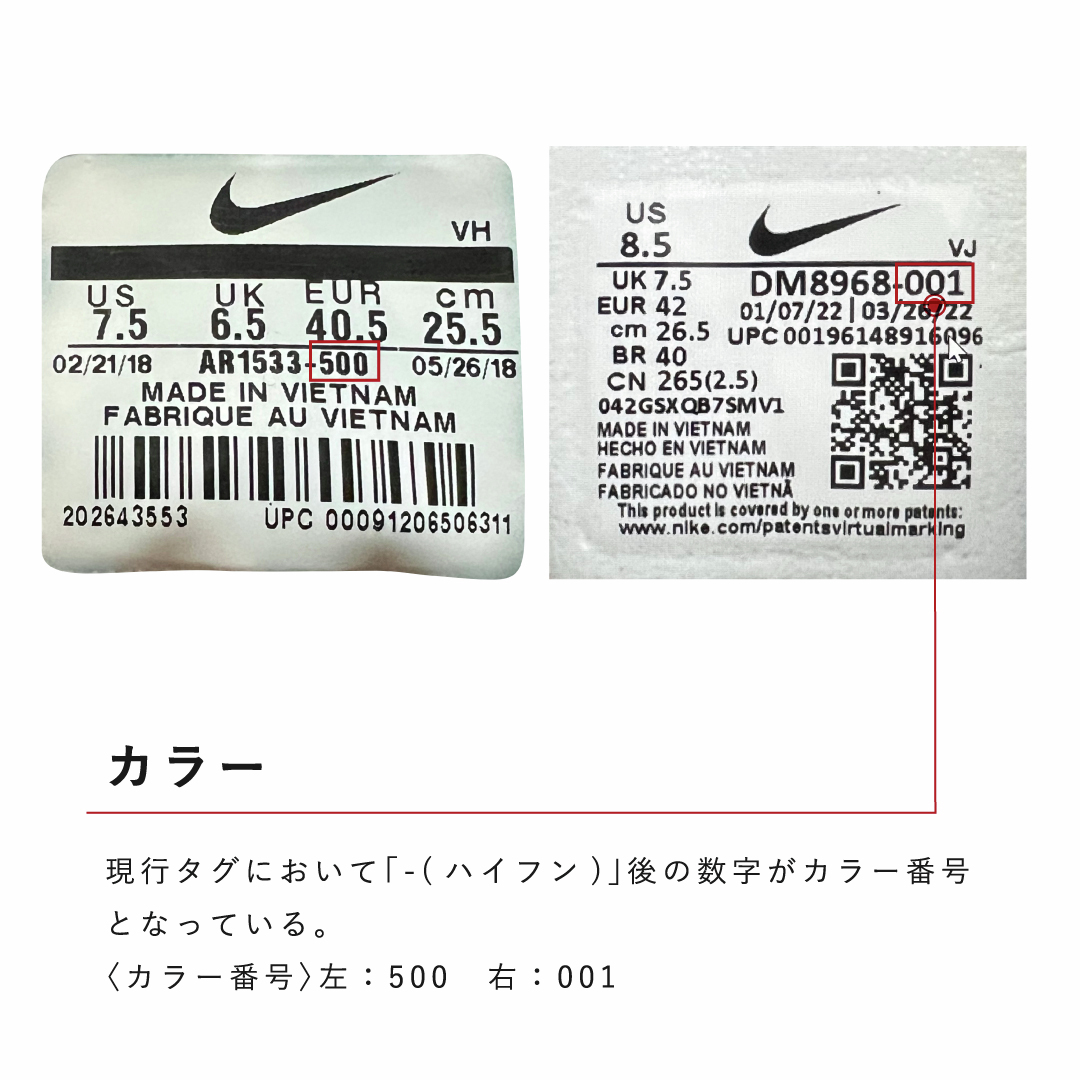 VH
US UK EUR cm
7.5 6.5 40.5 25.5
02/21/18 AR1533-500 05/26/18
MADE IN VIETNAM
FABRIQUE AU VIETNAM
202643553 UPC 00091206506311
US
8.5
VJ
UK 7.5
EUR 42
cm 26.5
BR 40
CN 265(2.5)
042GSXQB7SMV1
MADE IN VIETNAM
HECHO EN VIETNAM
FABRIQUE AU VIETNAM
FABRICADO NO VIETNÃ
DM8968-001
01/07/22 | 03/26/22
UPC 00196148916096
This product is covered by one or more patents:
www.nike.com/patentsvirtualmarking
カラー
現行タグにおいて「-(ハイフン)」後の数字がカラー番号
となっている。
〈カラー番号〉左：500　右：001